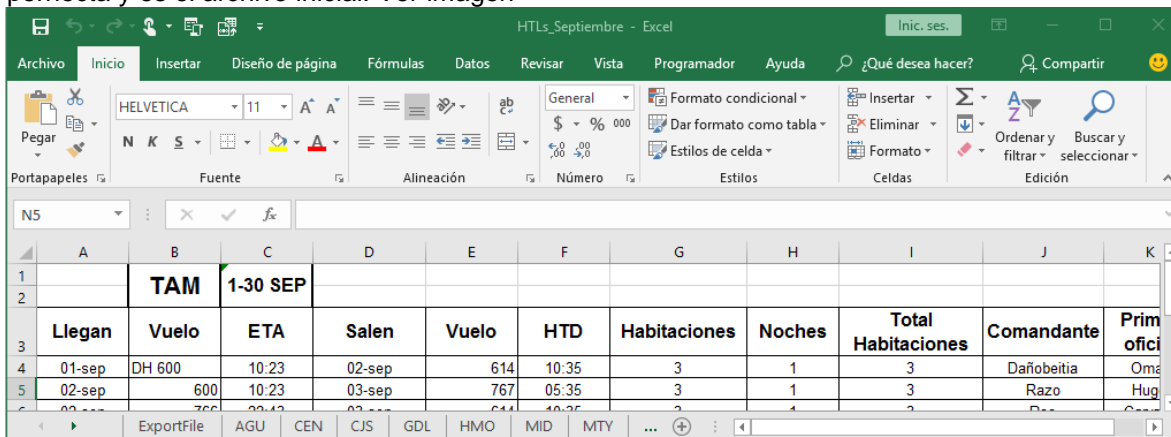 HTLs_Septiembre - Excel
Inic. ses.
Archivo Inicio Insertar Diseño de página Fórmulas Datos Revisar Vista Programador Ayuda ¿Qué desea hacer? Compartir
Pegar
HELVETICA 11 A A
N K S A
ab
General
$ % 000
Formato condicional
Dar formato como tabla
Estilos de celda
Insertar
Eliminar
Formato
Ordenar y filtrar
Buscar y seleccionar
Portapapeles Fuente Alineación Número Estilos Celdas Edición
N5 fx
A B C D E F G H I J K
1 TAM 1-30 SEP
2
3 Llegan Vuelo ETA Salen Vuelo HTD Habitaciones Noches Total Habitaciones Comandante Prim ofici
4 01-sep DH 600 10:23 02-sep 614 10:35 3 1 3 Dañobeitia Oma
5 02-sep 600 10:23 03-sep 767 05:35 3 1 3 Razo Hug
ExportFile AGU CEN CJS GDL HMO MID MTY ...